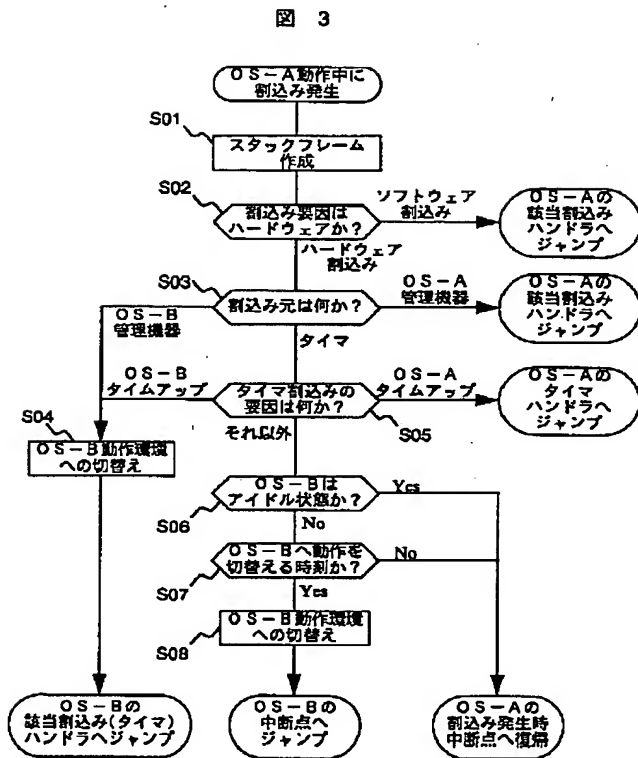 図 3
OS-A動作中に
割込み発生
S01
スタックフレーム
作成
S02
割込み要因は
ハードウェアか?
ソフトウェア
割込み
OS-Aの
該当割込み
ハンドラへ
ジャンプ
ハードウェア
割込み
S03
割込み元は何か?
OS-B
管理機器
OS-A
管理機器
OS-Aの
該当割込み
ハンドラへ
ジャンプ
タイマ
OS-B
タイムアップ
タイマ割込みの
要因は何か?
OS-A
タイムアップ
OS-Aの
タイマ
ハンドラへ
ジャンプ
S05
それ以外
S04
OS-B動作環境
への切替え
OS-Bは
アイドル状態か?
Yes
S06
No
OS-Bへ動作を
切替える時刻か?
No
S07
Yes
OS-B動作環境
への切替え
S08
OS-Bの
該当割込み(タイマ)
ハンドラへジャンプ
OS-Bの
中断点へ
ジャンプ
OS-Aの
割込み発生時
中断点へ復帰